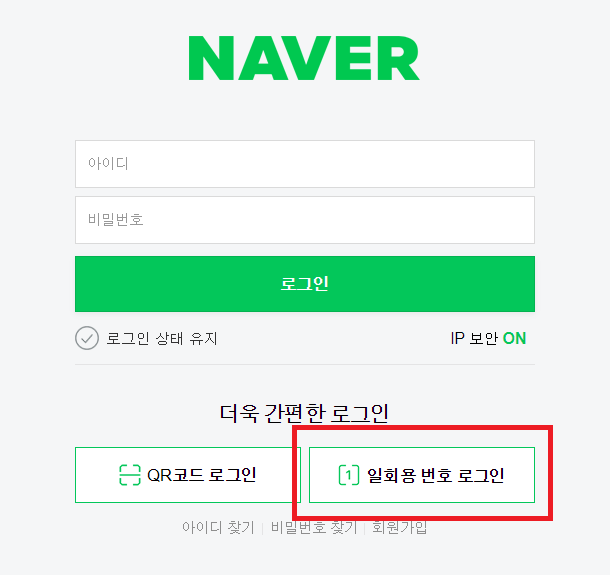 NAVER
아이디
비밀번호
로그인
로그인 상태 유지 IP 보안 ON
더욱 간편한 로그인
QR코드 로그인 1 일회용 번호 로그인
아이디 찾기 | 비밀번호 찾기 | 회원가입